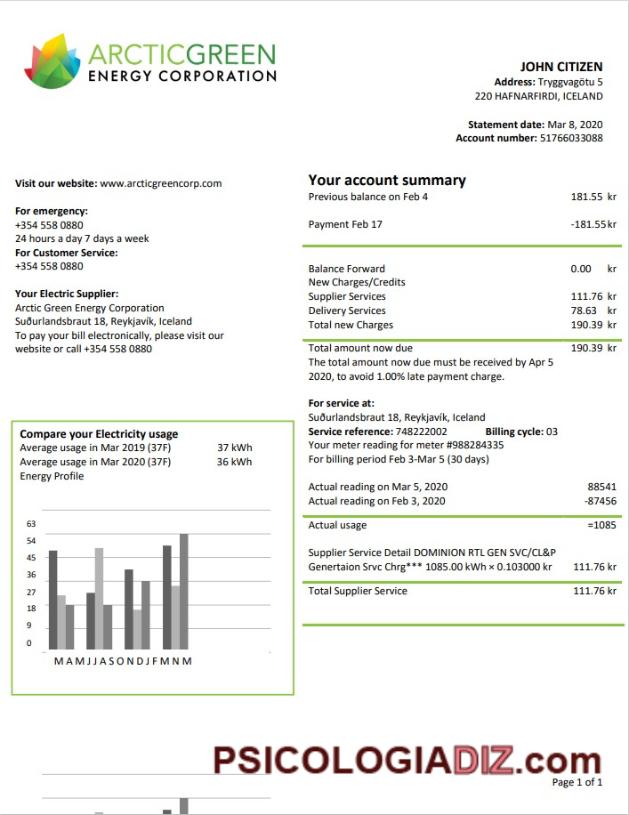 ARCTICGREEN
ENERGY CORPORATION
JOHN CITIZEN
Address: Tryggvagötu 5
220 HAFNARFIRDI, ICELAND
Statement date: Mar 8, 2020
Account number: 51766033088
Visit our website: www.arcticgreencorp.com
For emergency:
+354 558 0880
24 hours a day 7 days a week
For Customer Service:
+354 558 0880
Your Electric Supplier:
Arctic Green Energy Corporation
Suðurlandsbraut 18, Reykjavík, Iceland
To pay your bill electronically, please visit our
website or call +354 558 0880
Compare your Electricity usage
Average usage in Mar 2019 (37F) 37 kWh
Average usage in Mar 2020 (37F) 36 kWh
Energy Profile
63
54
45
36
27
18
9
0
M A M J J A S O N D J F M N M
Your account summary
Previous balance on Feb 4 181.55 kr
Payment Feb 17 -181.55 kr
Balance Forward 0.00 kr
New Charges/Credits
Supplier Services 111.76 kr
Delivery Services 78.63 kr
Total new Charges 190.39 kr
Total amount now due 190.39 kr
The total amount now due must be received by Apr 5
2020, to avoid 1.00% late payment charge.
For service at:
Suðurlandsbraut 18, Reykjavík, Iceland
Service reference: 748222002 Billing cycle: 03
Your meter reading for meter #988284335
For billing period Feb 3-Mar 5 (30 days)
Actual reading on Mar 5, 2020 88541
Actual reading on Feb 3, 2020 -87456
Actual usage =1085
Supplier Service Detail DOMINION RTL GEN SVC/CL&P
Genertaion Srvc Chrg*** 1085.00 kWh × 0.103000 kr 111.76 kr
Total Supplier Service 111.76 kr
PSICOLOGIADIZ.com
Page 1 of 1